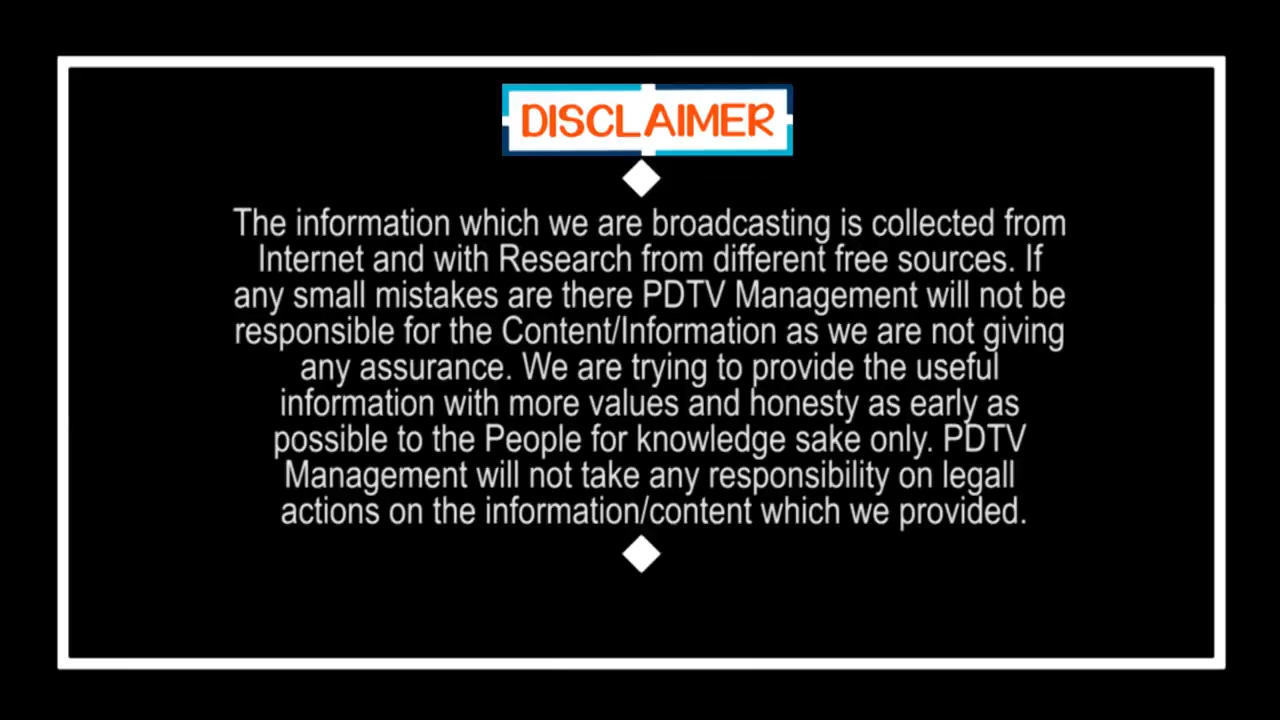 DISCLAIMER
The information which we are broadcasting is collected from
Internet and with Research from different free sources. If
any small mistakes are there PDTV Management will not be
responsible for the Content/Information as we are not giving
any assurance. We are trying to provide the useful
information with more values and honesty as early as
possible to the People for knowledge sake only. PDTV
Management will not take any responsibility on legall
actions on the information/content which we provided.